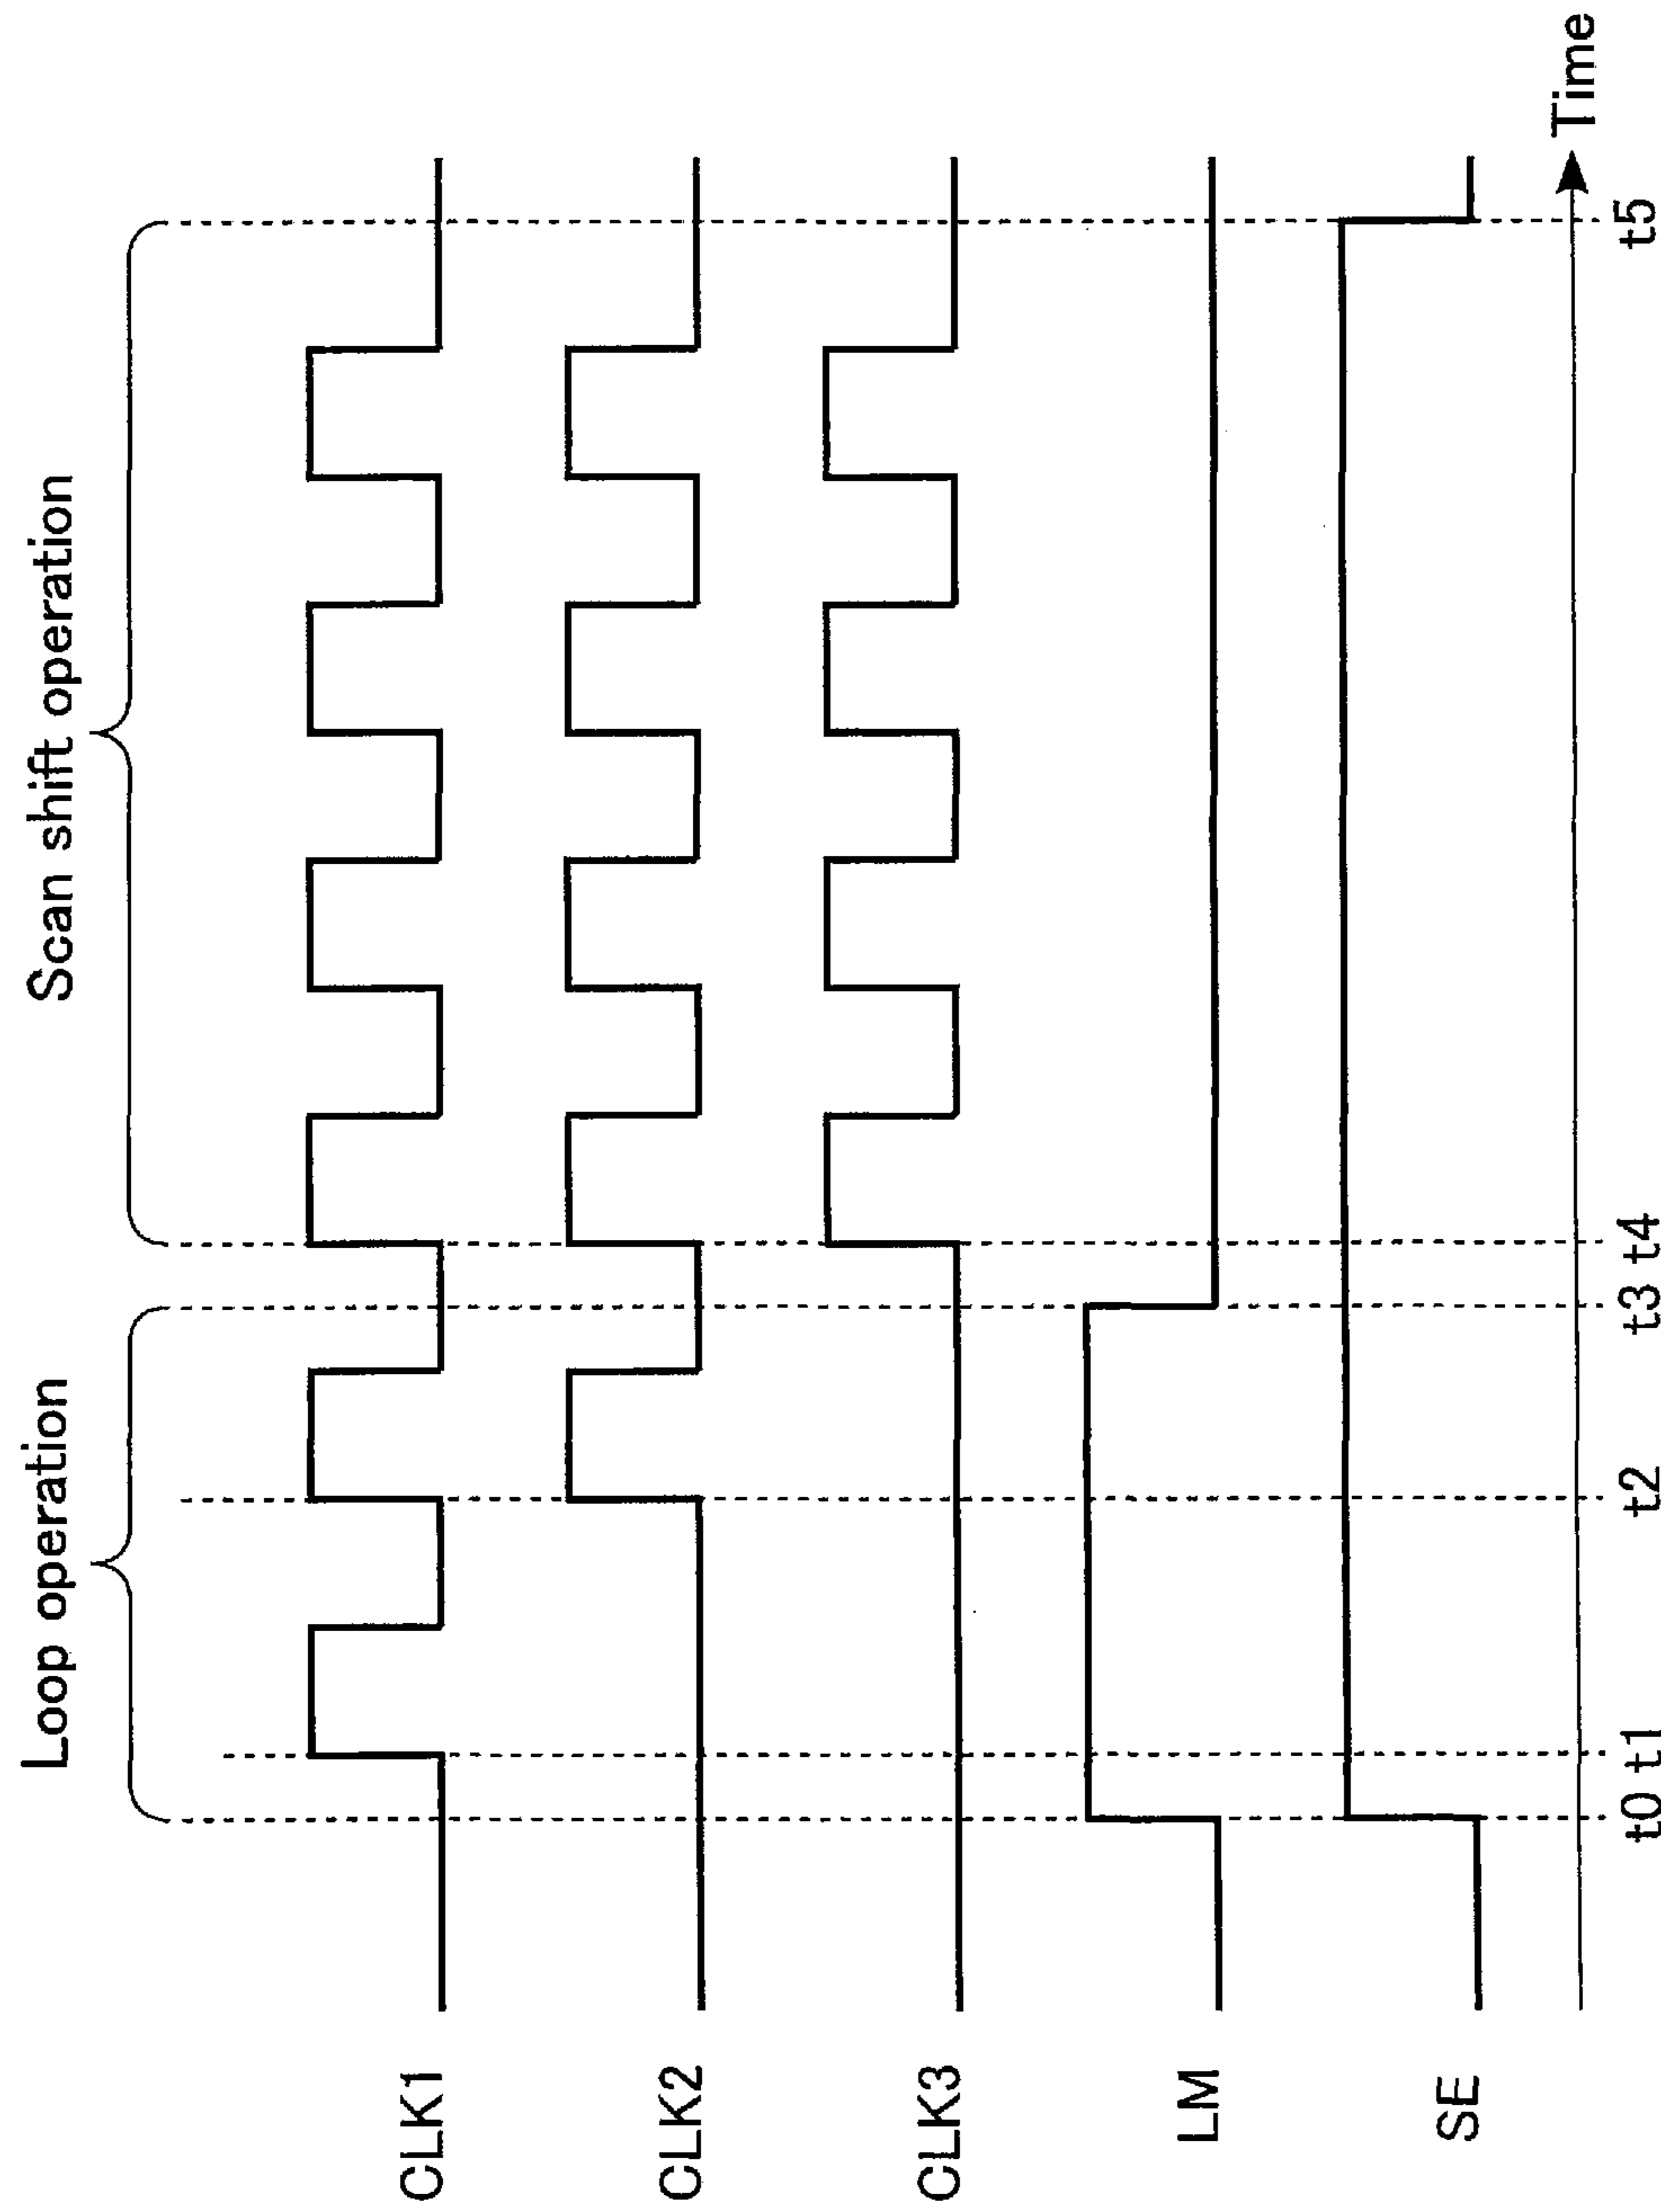 Loop operation
Scan shift operation
CLK1
CLK2
CLK3
LM
SE
t0 t1 t2 t3 t4 t5
Time